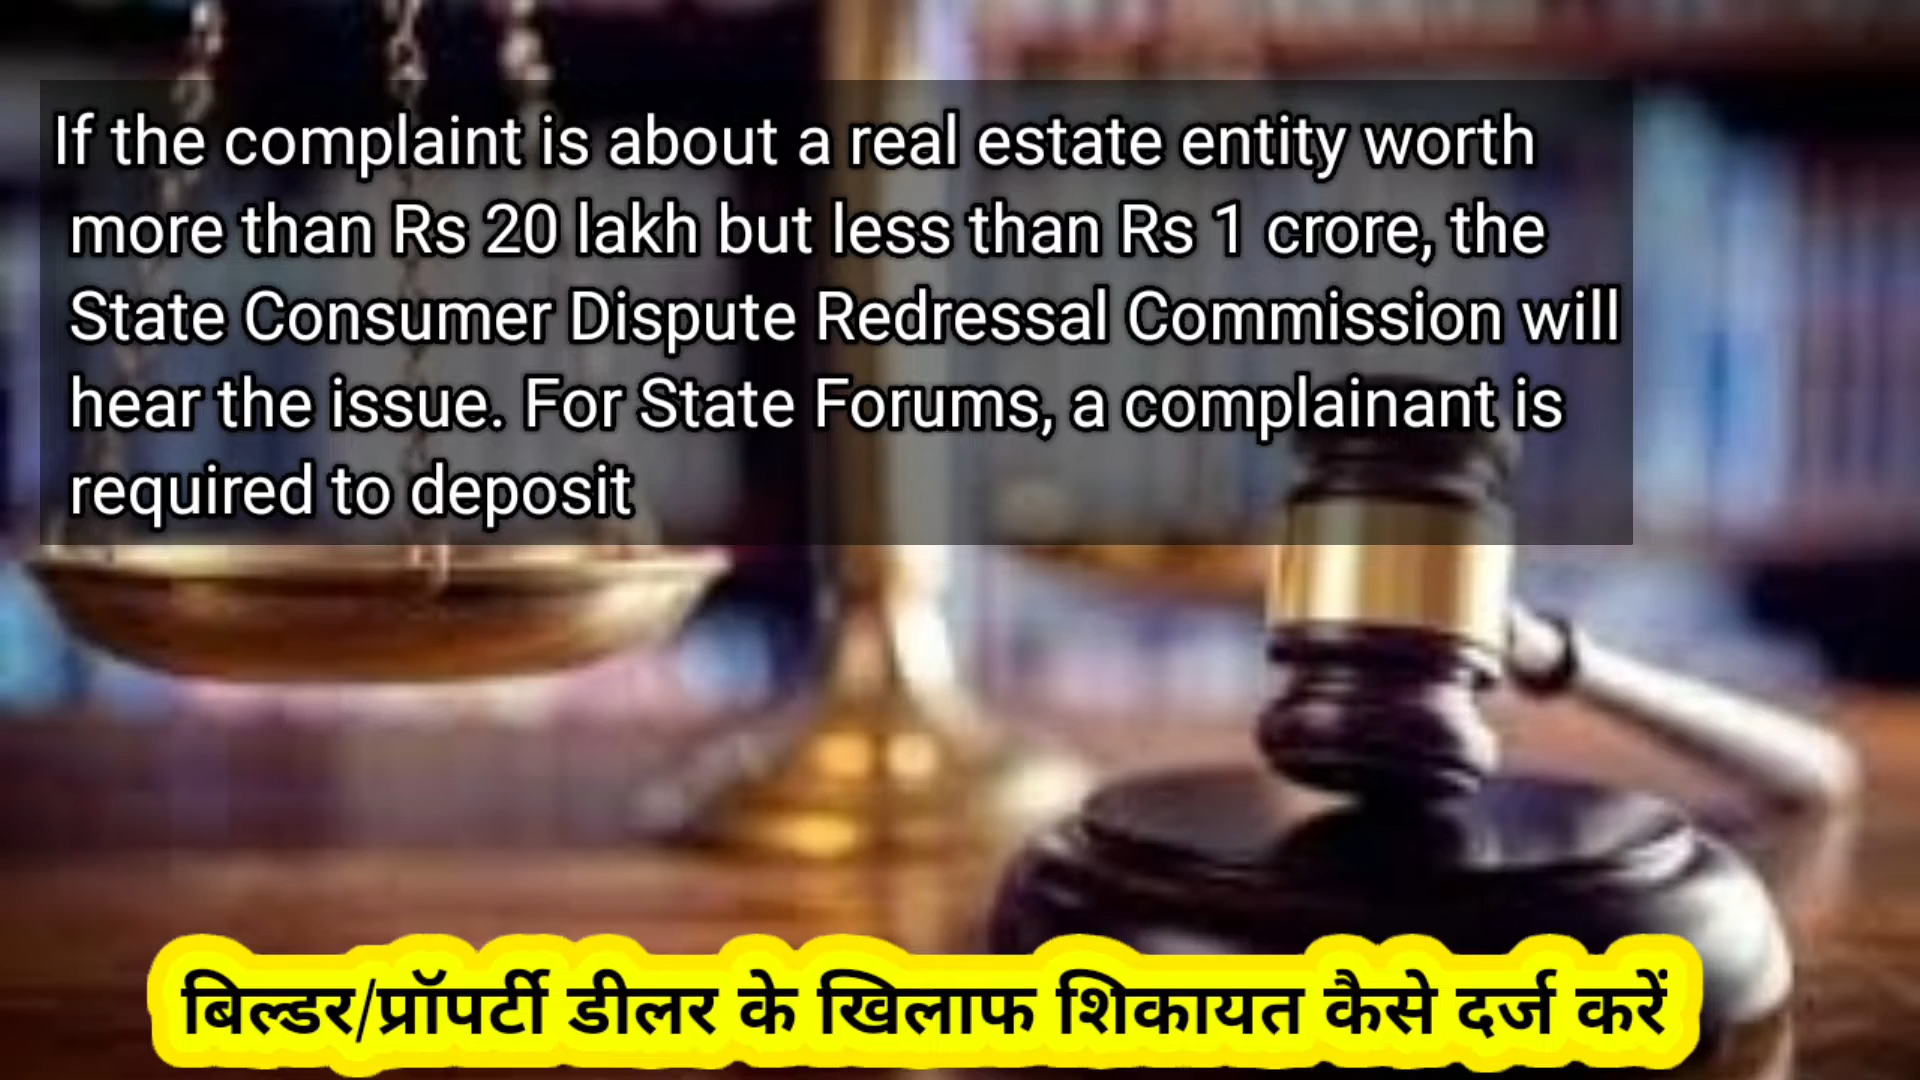 If the complaint is about a real estate entity worth
more than Rs 20 lakh but less than Rs 1 crore, the
State Consumer Dispute Redressal Commission will
hear the issue. For State Forums, a complainant is
required to deposit
बिल्डर/प्रॉपर्टी डीलर के खिलाफ शिकायत कैसे दर्ज करें